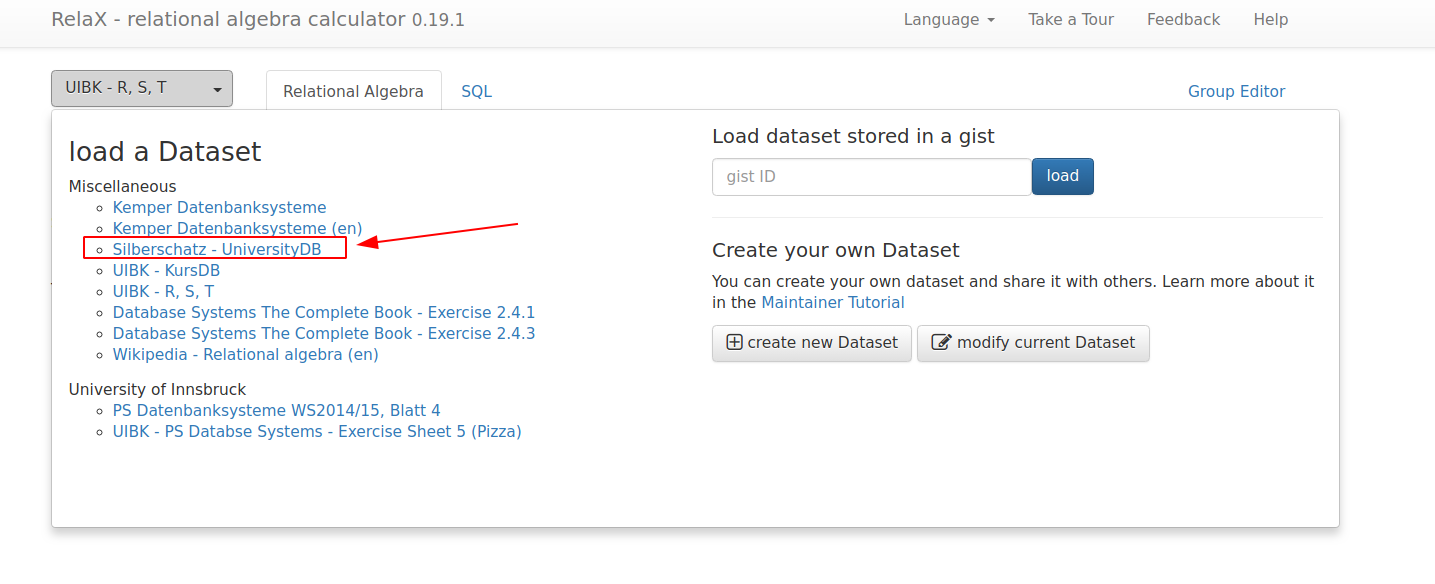 RelaX - relational algebra calculator 0.19.1
Language
Take a Tour
Feedback
Help
UIBK - R, S, T
Relational Algebra
SQL
Group Editor
load a Dataset
Miscellaneous
Kemper Datenbanksysteme
Kemper Datenbanksysteme (en)
Silberschatz - UniversityDB
UIBK - KursDB
UIBK - R, S, T
Database Systems The Complete Book - Exercise 2.4.1
Database Systems The Complete Book - Exercise 2.4.3
Wikipedia - Relational algebra (en)
University of Innsbruck
PS Datenbanksysteme WS2014/15, Blatt 4
UIBK - PS Databse Systems - Exercise Sheet 5 (Pizza)
Load dataset stored in a gist
gist ID
load
Create your own Dataset
You can create your own dataset and share it with others. Learn more about it
in the Maintainer Tutorial
create new Dataset
modify current Dataset